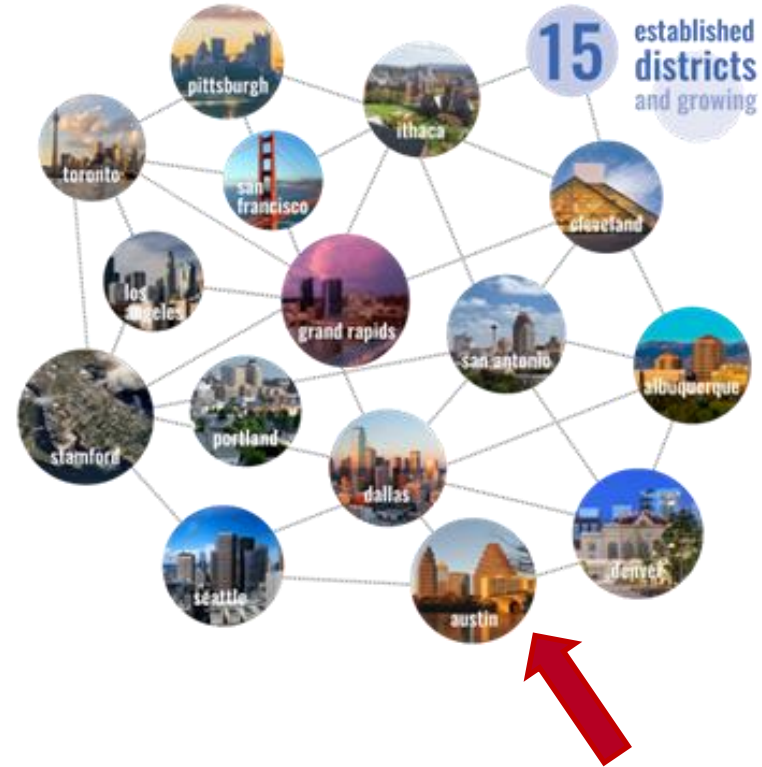 15
established
districts
and growing
pittsburgh
ithaca
toronto
san
francisco
cleveland
los
angeles
grand rapids
san antonio
albuquerque
stamford
portland
dallas
denver
seattle
austin